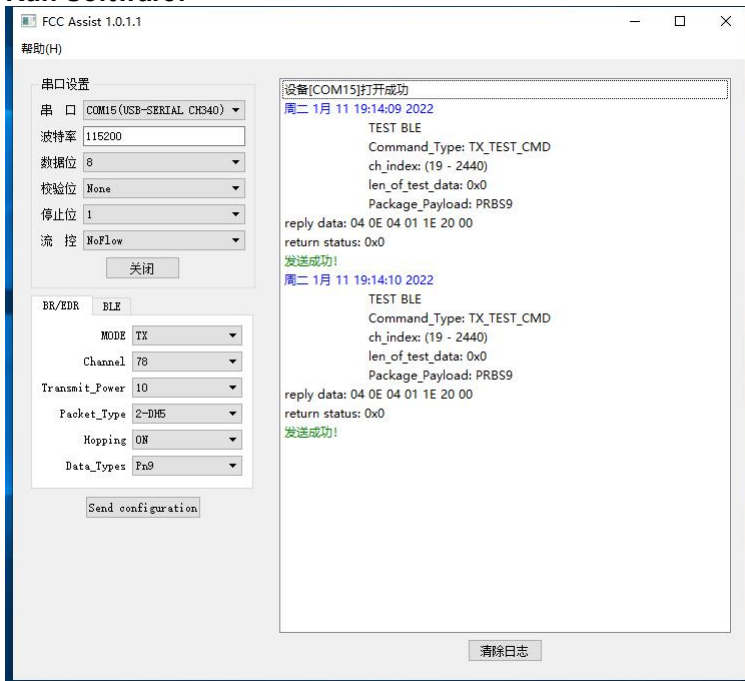 FCC Assist 1.0.1.1
帮助(H)
串口设置
串 口 COM15(USB-SERIAL CH340)
波特率 115200
数据位 8
校验位 None
停止位 1
流 控 NoFlow
关闭
BR/EDR BLE
MODE TX
Channel 78
Transmit_Power 10
Packet_Type 2-DH5
Hopping ON
Data_Types Pn9
Send configuration
设备[COM15]打开成功
周二 1月 11 19:14:09 2022
TEST BLE
Command_Type: TX_TEST_CMD
ch_index: (19 - 2440)
len_of_test_data: 0x0
Package_Payload: PRBS9
reply data: 04 0E 04 01 1E 20 00
return status: 0x0
发送成功!
周二 1月 11 19:14:10 2022
TEST BLE
Command_Type: TX_TEST_CMD
ch_index: (19 - 2440)
len_of_test_data: 0x0
Package_Payload: PRBS9
reply data: 04 0E 04 01 1E 20 00
return status: 0x0
发送成功!
清除日志